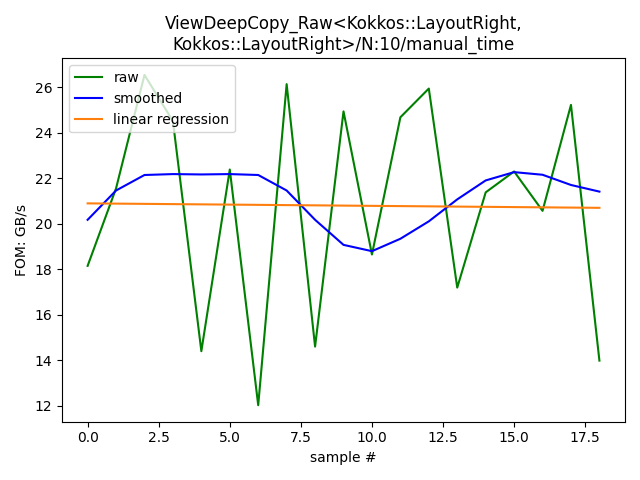 ViewDeepCopy_Raw<Kokkos::LayoutRight,
Kokkos::LayoutRight>/N:10/manual_time
raw
smoothed
linear regression
FOM: GB/s
26
24
22
20
18
16
14
12
0.0
2.5
5.0
7.5
10.0
12.5
15.0
17.5
sample #